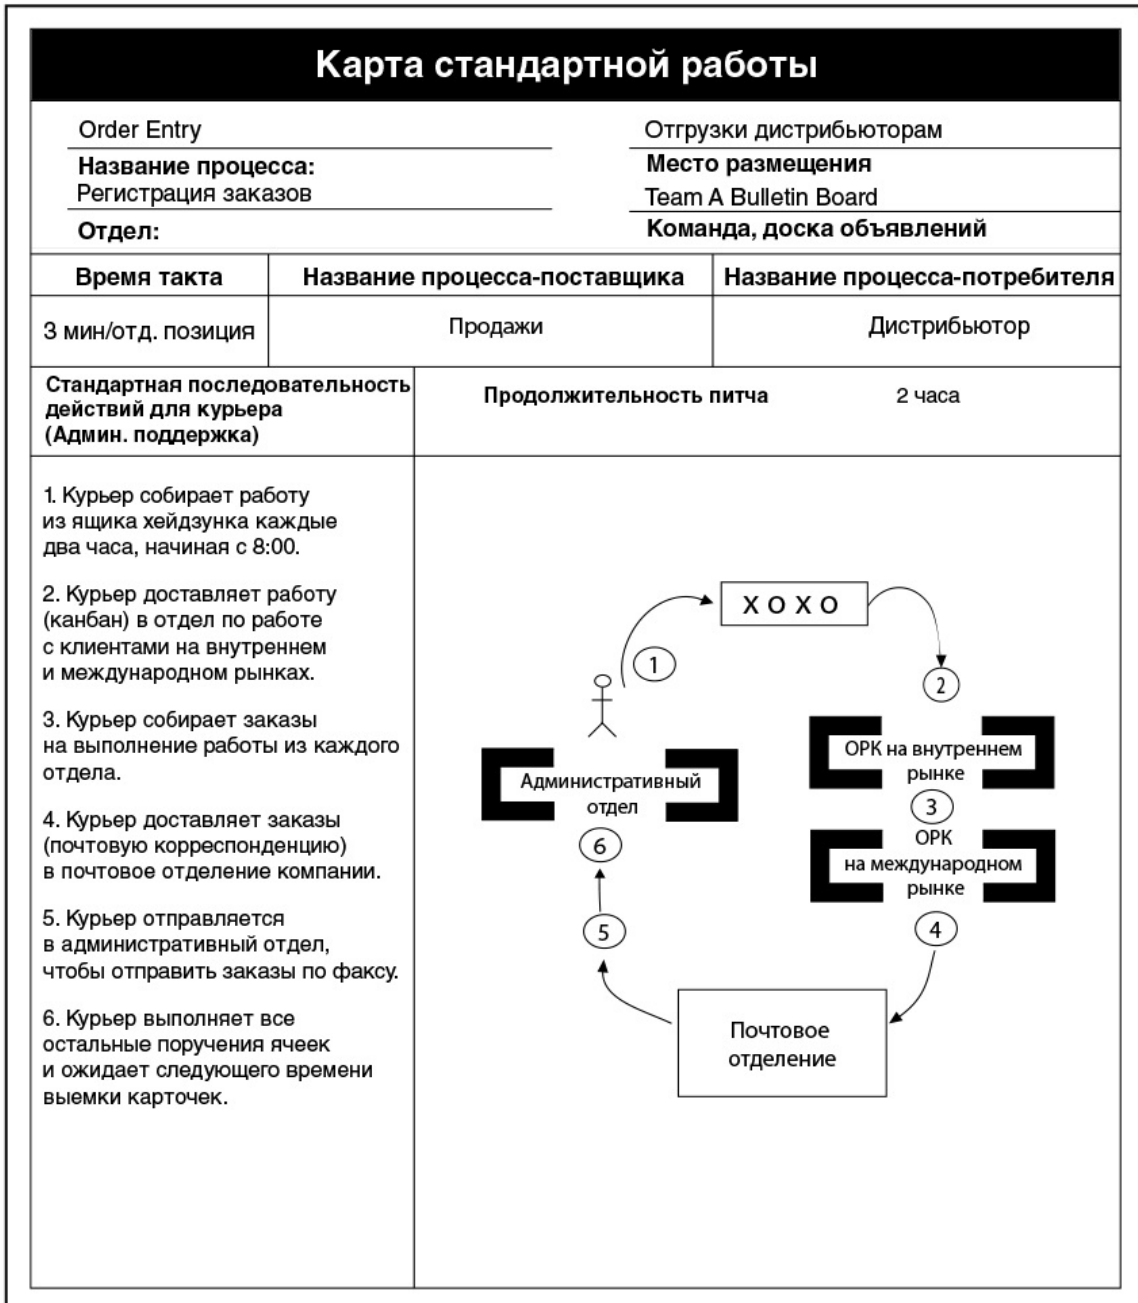 Карта стандартной работы
Order Entry
Название процесса:
Регистрация заказов
Отдел:
Отгрузки дистрибьюторам
Место размещения
Team A Bulletin Board
Команда, доска объявлений
Время такта
Название процесса-поставщика
Название процесса-потребителя
3 мин/отд. позиция
Продажи
Дистрибьютор
Стандартная последовательность
действий для курьера
(Админ. поддержка)
Продолжительность питча 2 часа
1. Курьер собирает работу
из ящика хейдзунка каждые
два часа, начиная с 8:00.
2. Курьер доставляет работу
(канбан) в отдел по работе
с клиентами на внутреннем
и международном рынках.
3. Курьер собирает заказы
на выполнение работы из каждого
отдела.
4. Курьер доставляет заказы
(почтовую корреспонденцию)
в почтовое отделение компании.
5. Курьер отправляется
в административный отдел,
чтобы отправить заказы по факсу.
6. Курьер выполняет все
остальные поручения ячеек
и ожидает следующего времени
выемки карточек.
X O X O
1
2
ОРК на внутреннем
рынке
3
ОРК
на международном
рынке
4
Почтовое
отделение
5
6
Административный
отдел